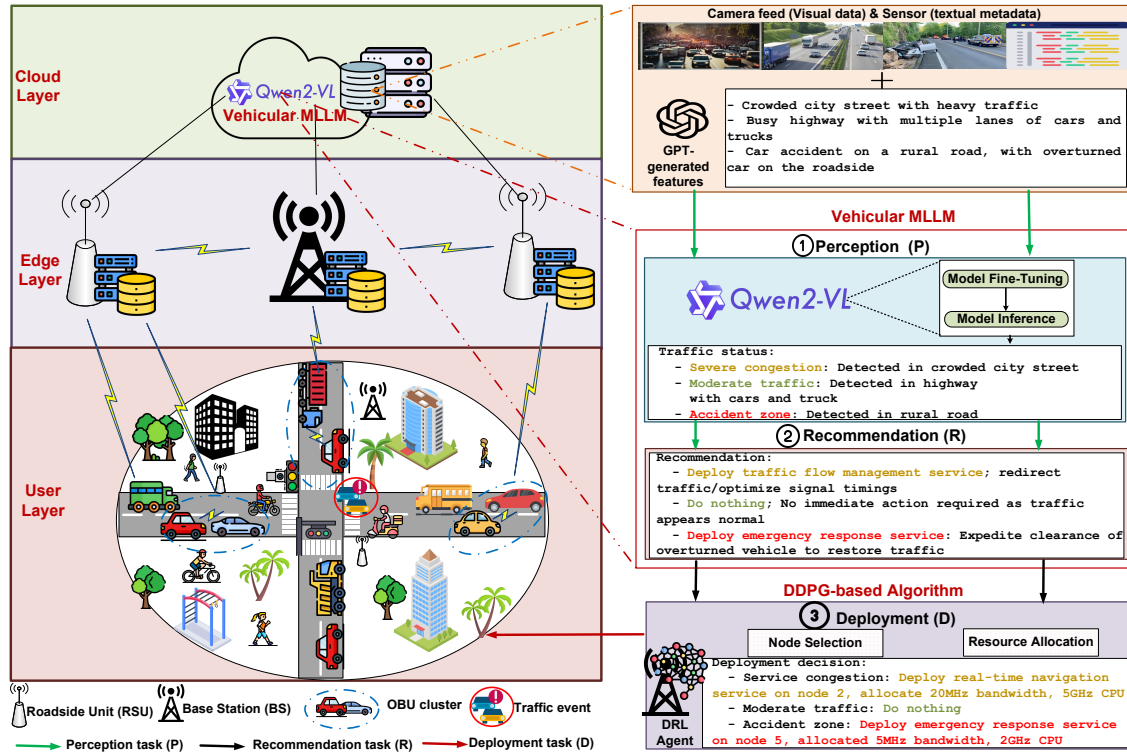 Cloud
Layer
Qwen2-VL
Vehicular MLLM
Edge
Layer
User
Layer
Roadside Unit (RSU)
Base Station (BS)
OBU cluster
Traffic event
Perception task (P)
Recommendation task (R)
Deployment task (D)
Camera feed (Visual data) & Sensor (textual metadata)
+
GPT-
generated
features
- Crowded city street with heavy traffic
- Busy highway with multiple lanes of cars and
trucks
- Car accident on a rural road, with overturned
car on the roadside
Vehicular MLLM
1 Perception (P)
Qwen2-VL
Model Fine-Tuning
Model Inference
Traffic status:
- Severe congestion: Detected in crowded city street
- Moderate traffic: Detected in highway
with cars and truck
- Accident zone: Detected in rural road
2 Recommendation (R)
Recommendation:
- Deploy traffic flow management service; redirect
traffic/optimize signal timings
- Do nothing; No immediate action required as traffic
appears normal
- Deploy emergency response service: Expedite clearance of
overturned vehicle to restore traffic
DDPG-based Algorithm
3 Deployment (D)
Node Selection
Resource Allocation
DRL
Agent
Deployment decision:
- Service congestion: Deploy real-time navigation
service on node 2, allocate 20MHz bandwidth, 5GHz CPU
- Moderate traffic: Do nothing
- Accident zone: Deploy emergency response service
on node 5, allocated 5MHz bandwidth, 2GHz CPU